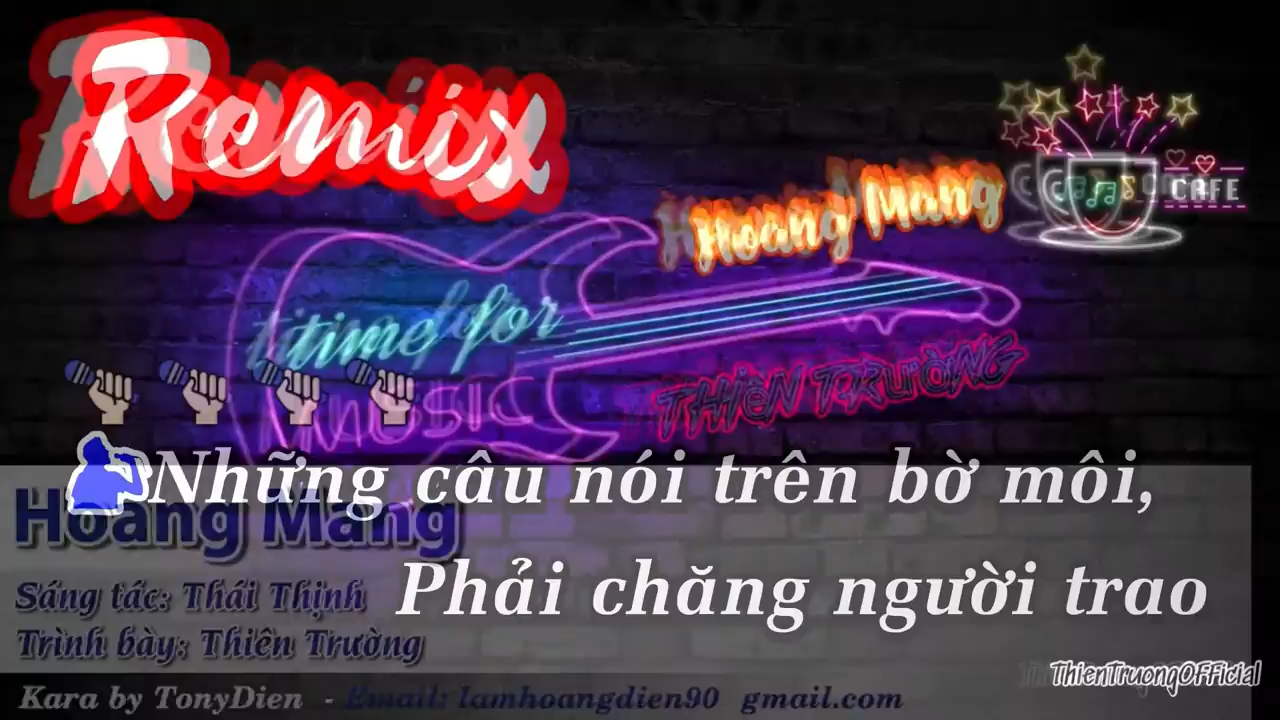 Remix
Hoang Mang
CAFE
time for
MUSIC
THIÊN TRƯỜNG
Những câu nói trên bờ môi,
Hoang Mang
Phải chăng người trao
Sáng tác: Thái Thịnh
Trình bày: Thiên Trường
ThienTruongOFFicial
Kara by TonyDien - Email: lamhoangdien90 gmail.com